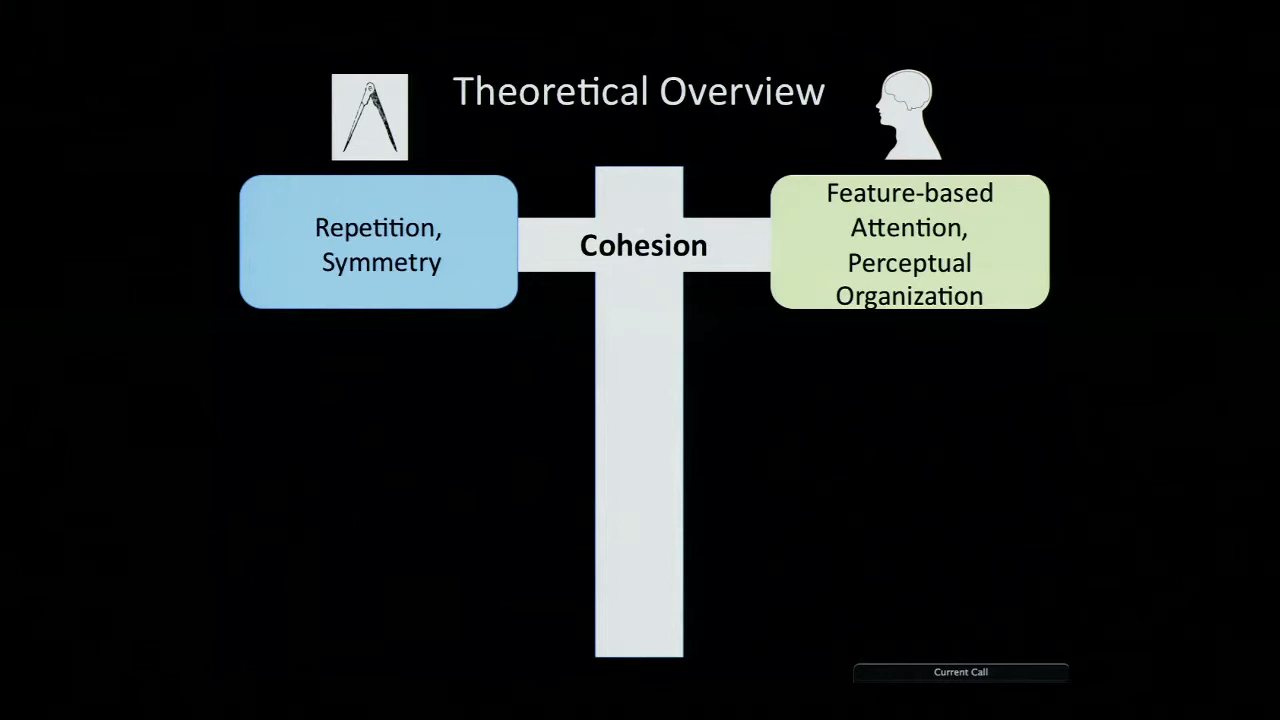 Theoretical Overview
Repetition,
Symmetry
Cohesion
Feature-based
Attention,
Perceptual
Organization
Current Call